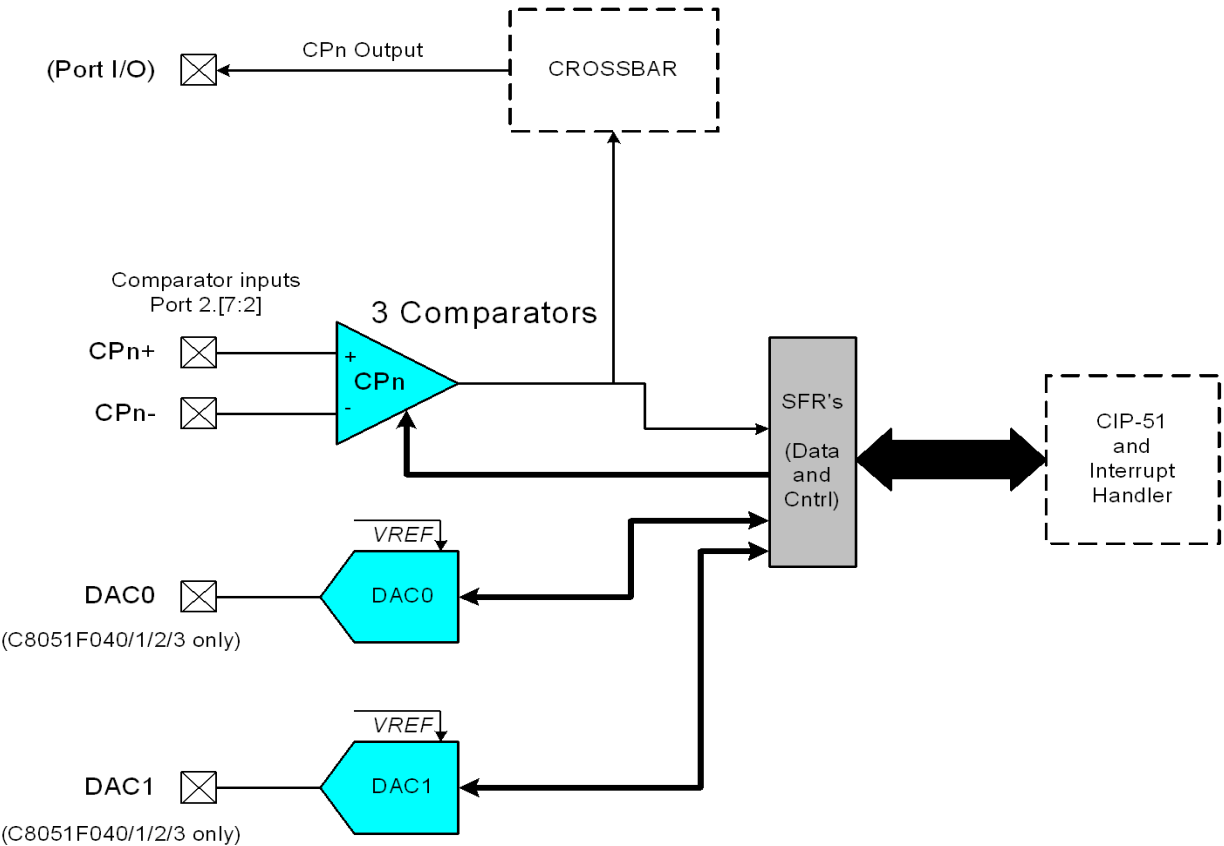 CPn Output
(Port I/O)
CROSSBAR
Comparator inputs
Port 2.[7:2]
3 Comparators
CPn+
+
CPn
CPn-
-
SFR's
(Data
and
Cntrl)
CIP-51
and
Interrupt
Handler
VREF
DAC0
DAC0
(C8051F040/1/2/3 only)
VREF
DAC1
DAC1
(C8051F040/1/2/3 only)